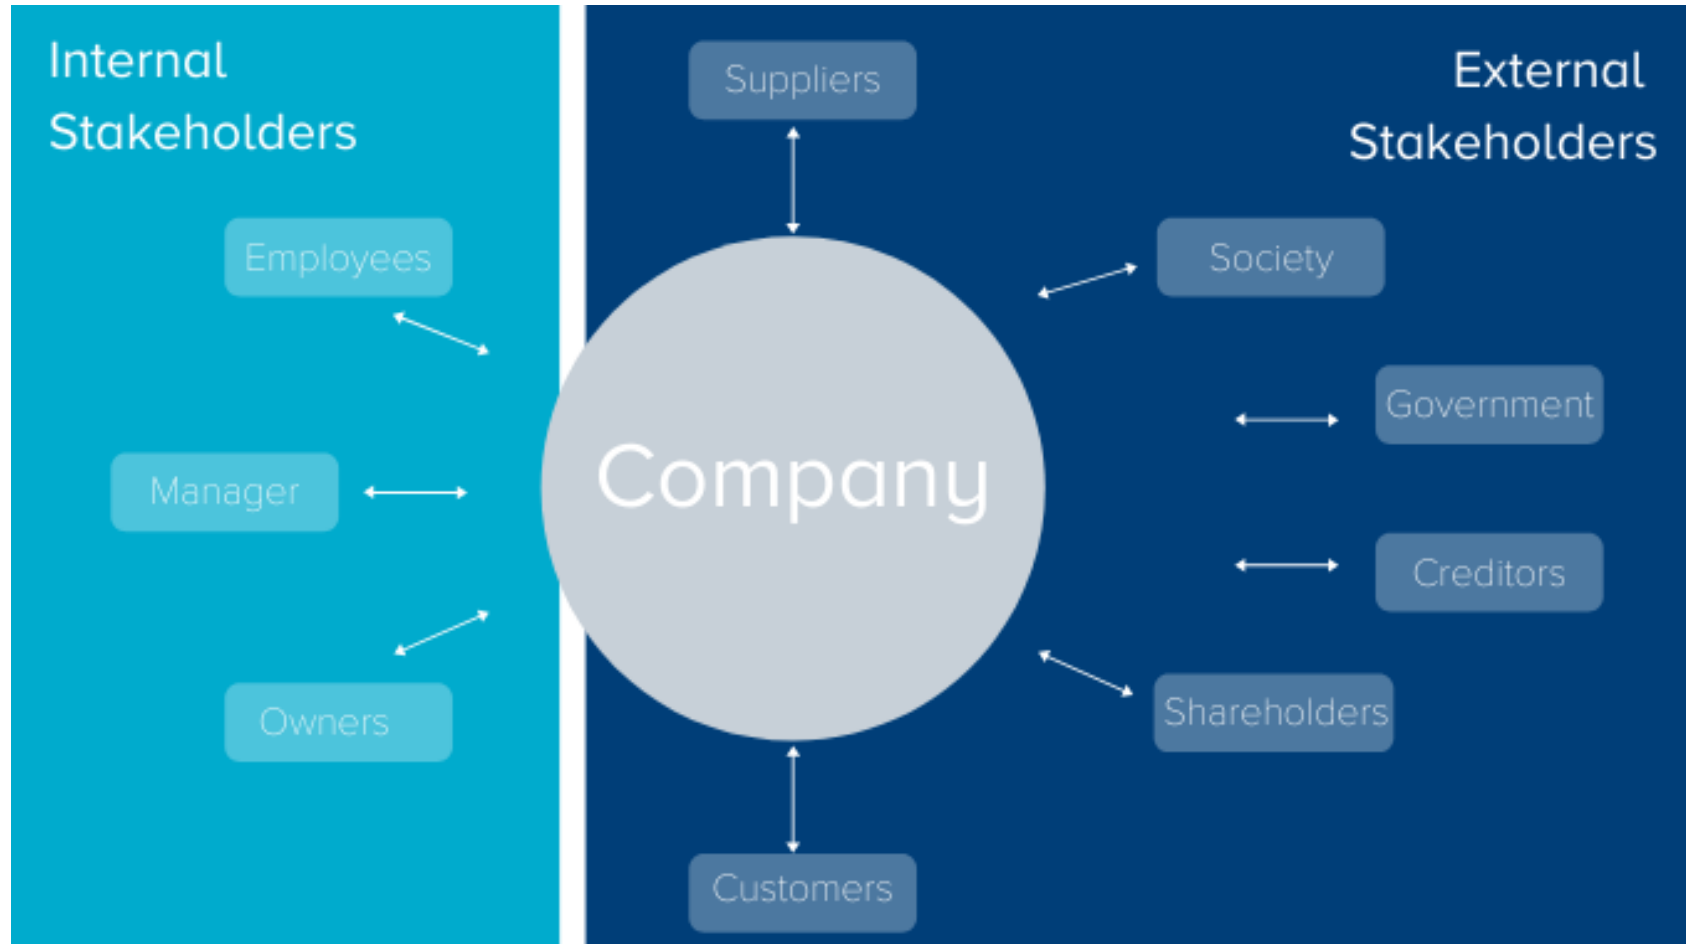 Internal
Stakeholders
Employees
Manager
Owners
Company
Suppliers
Customers
External
Stakeholders
Society
Government
Creditors
Shareholders